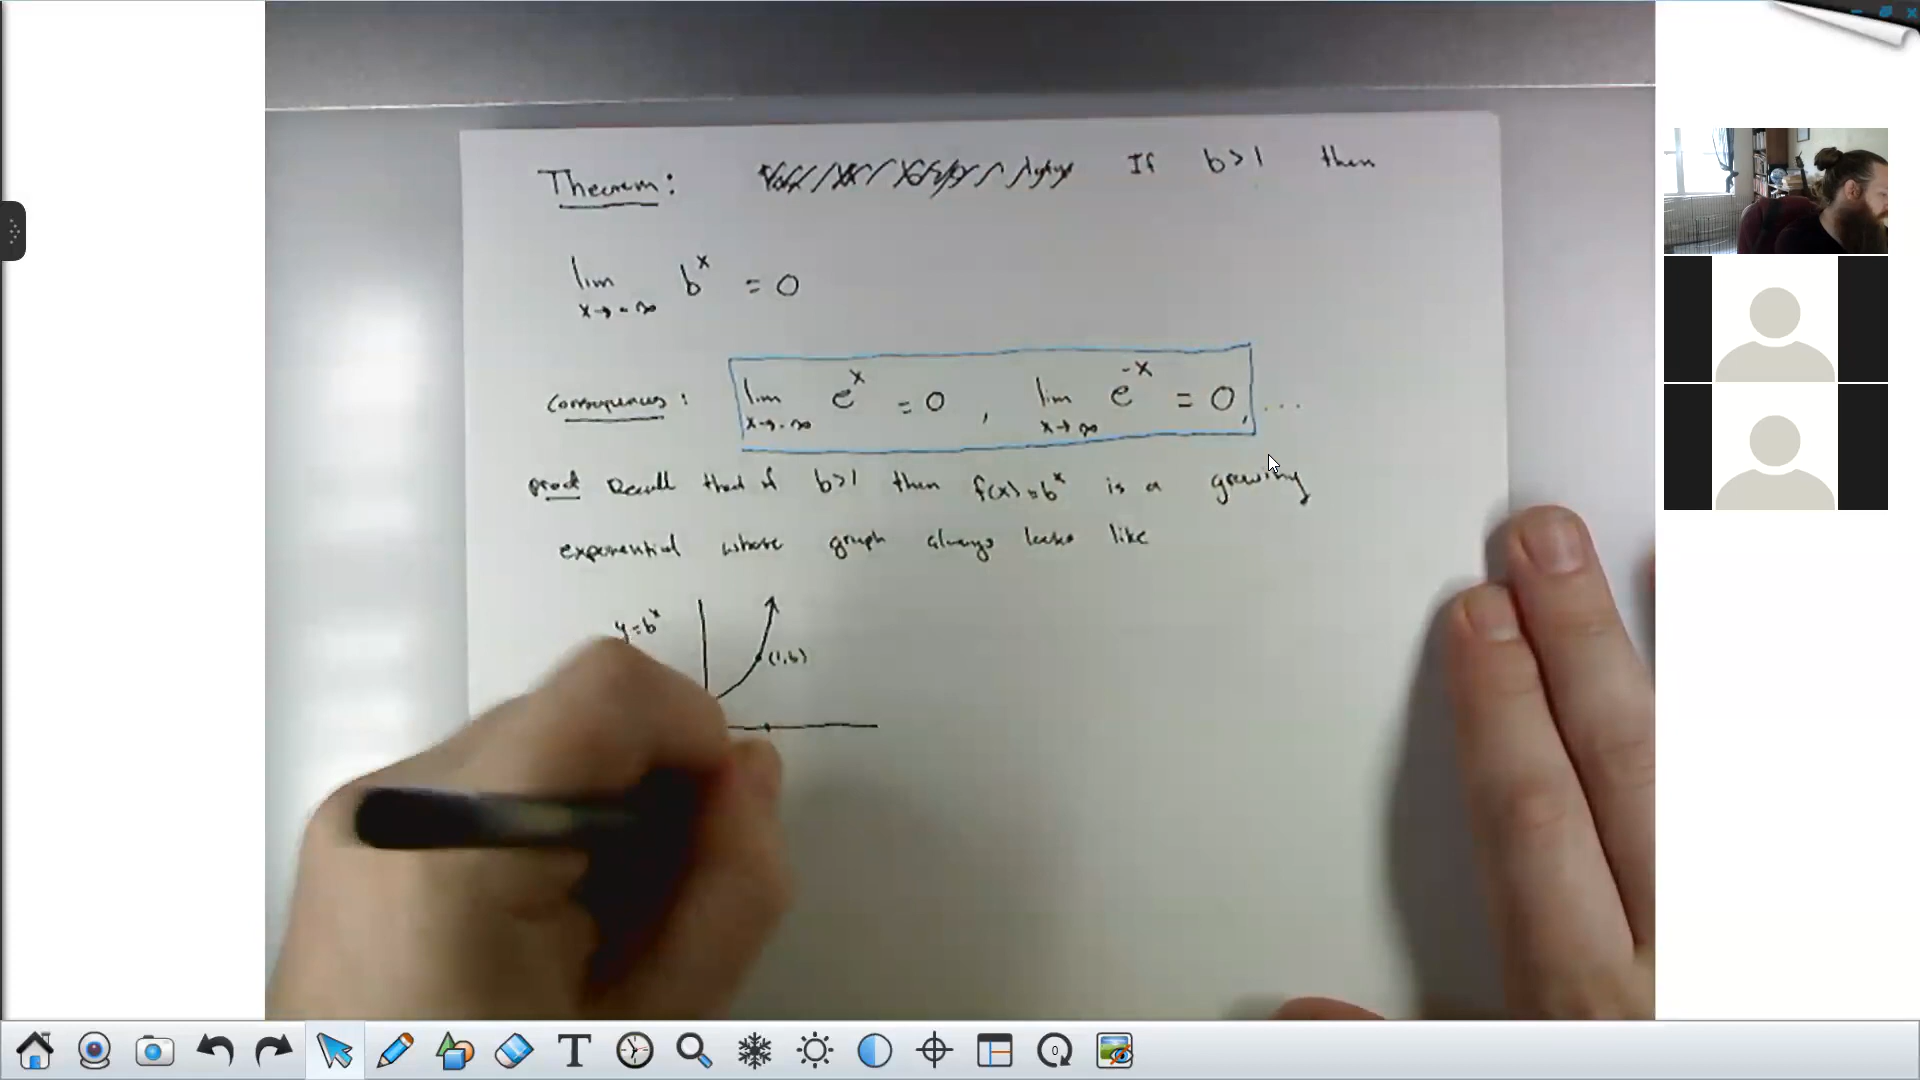 Theorem: If b>1 then
lim b^x = 0
x→-∞
Consequences: lim e^x = 0, lim e^-x = 0, ...
x→-∞ x→∞
proof Recall that if b>1 then f(x)=b^x is a growing
exponential whose graph always looks like
y=b^x
(1,b)
T
0